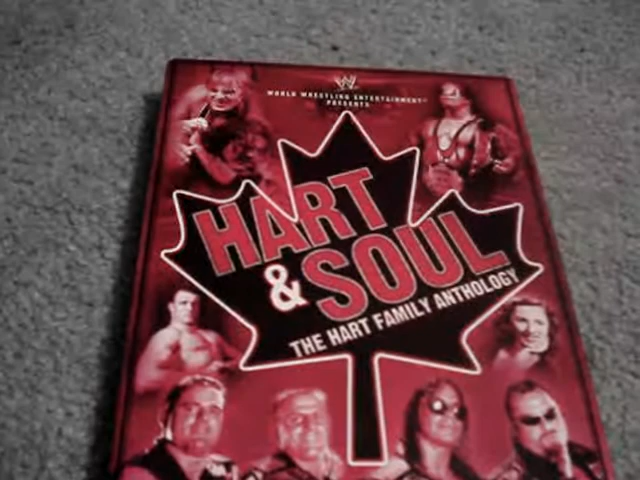 W
WORLD WRESTLING ENTERTAINMENT®
PRESENTS
HART
& SOUL
THE HART FAMILY ANTHOLOGY